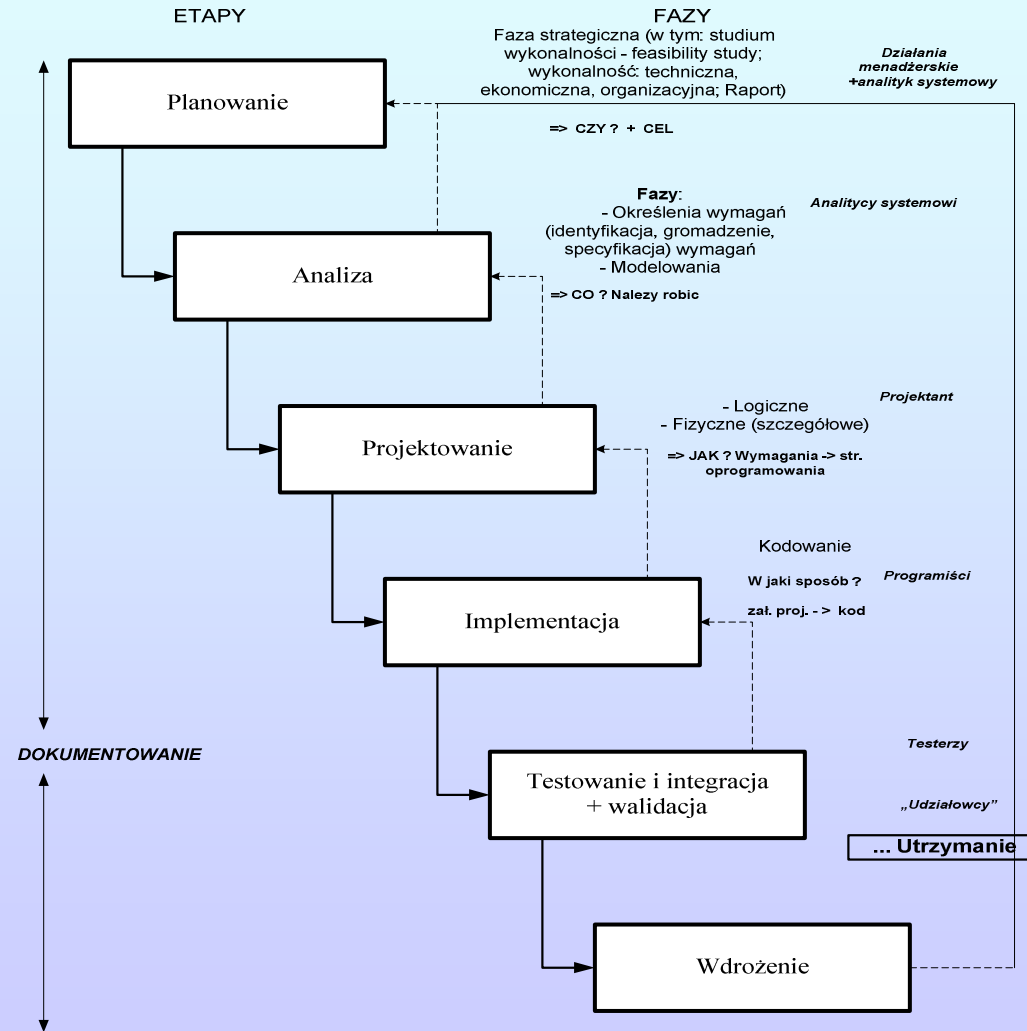 ETAPY
FAZY
Faza strategiczna (w tym: studium
wykonalności - feasibility study;
wykonalność: techniczna,
ekonomiczna, organizacyjna; Raport)
Działania
menadżerskie
+analityk systemowy
Planowanie
=> CZY ? + CEL
Fazy:
- Określenia wymagań
(identyfikacja, gromadzenie,
specyfikacja) wymagań
- Modelowania
Analitycy systemowi
Analiza
=> CO ? Nalezy robic
- Logiczne
- Fizyczne (szczegółowe)
Projektant
Projektowanie
=> JAK ? Wymagania -> str.
oprogramowania
Kodowanie
W jaki sposób ?
Programiści
zał. proj. - > kod
Implementacja
DOKUMENTOWANIE
Testerzy
Testowanie i integracja
+ walidacja
„Udziałowcy”
... Utrzymanie
Wdrożenie